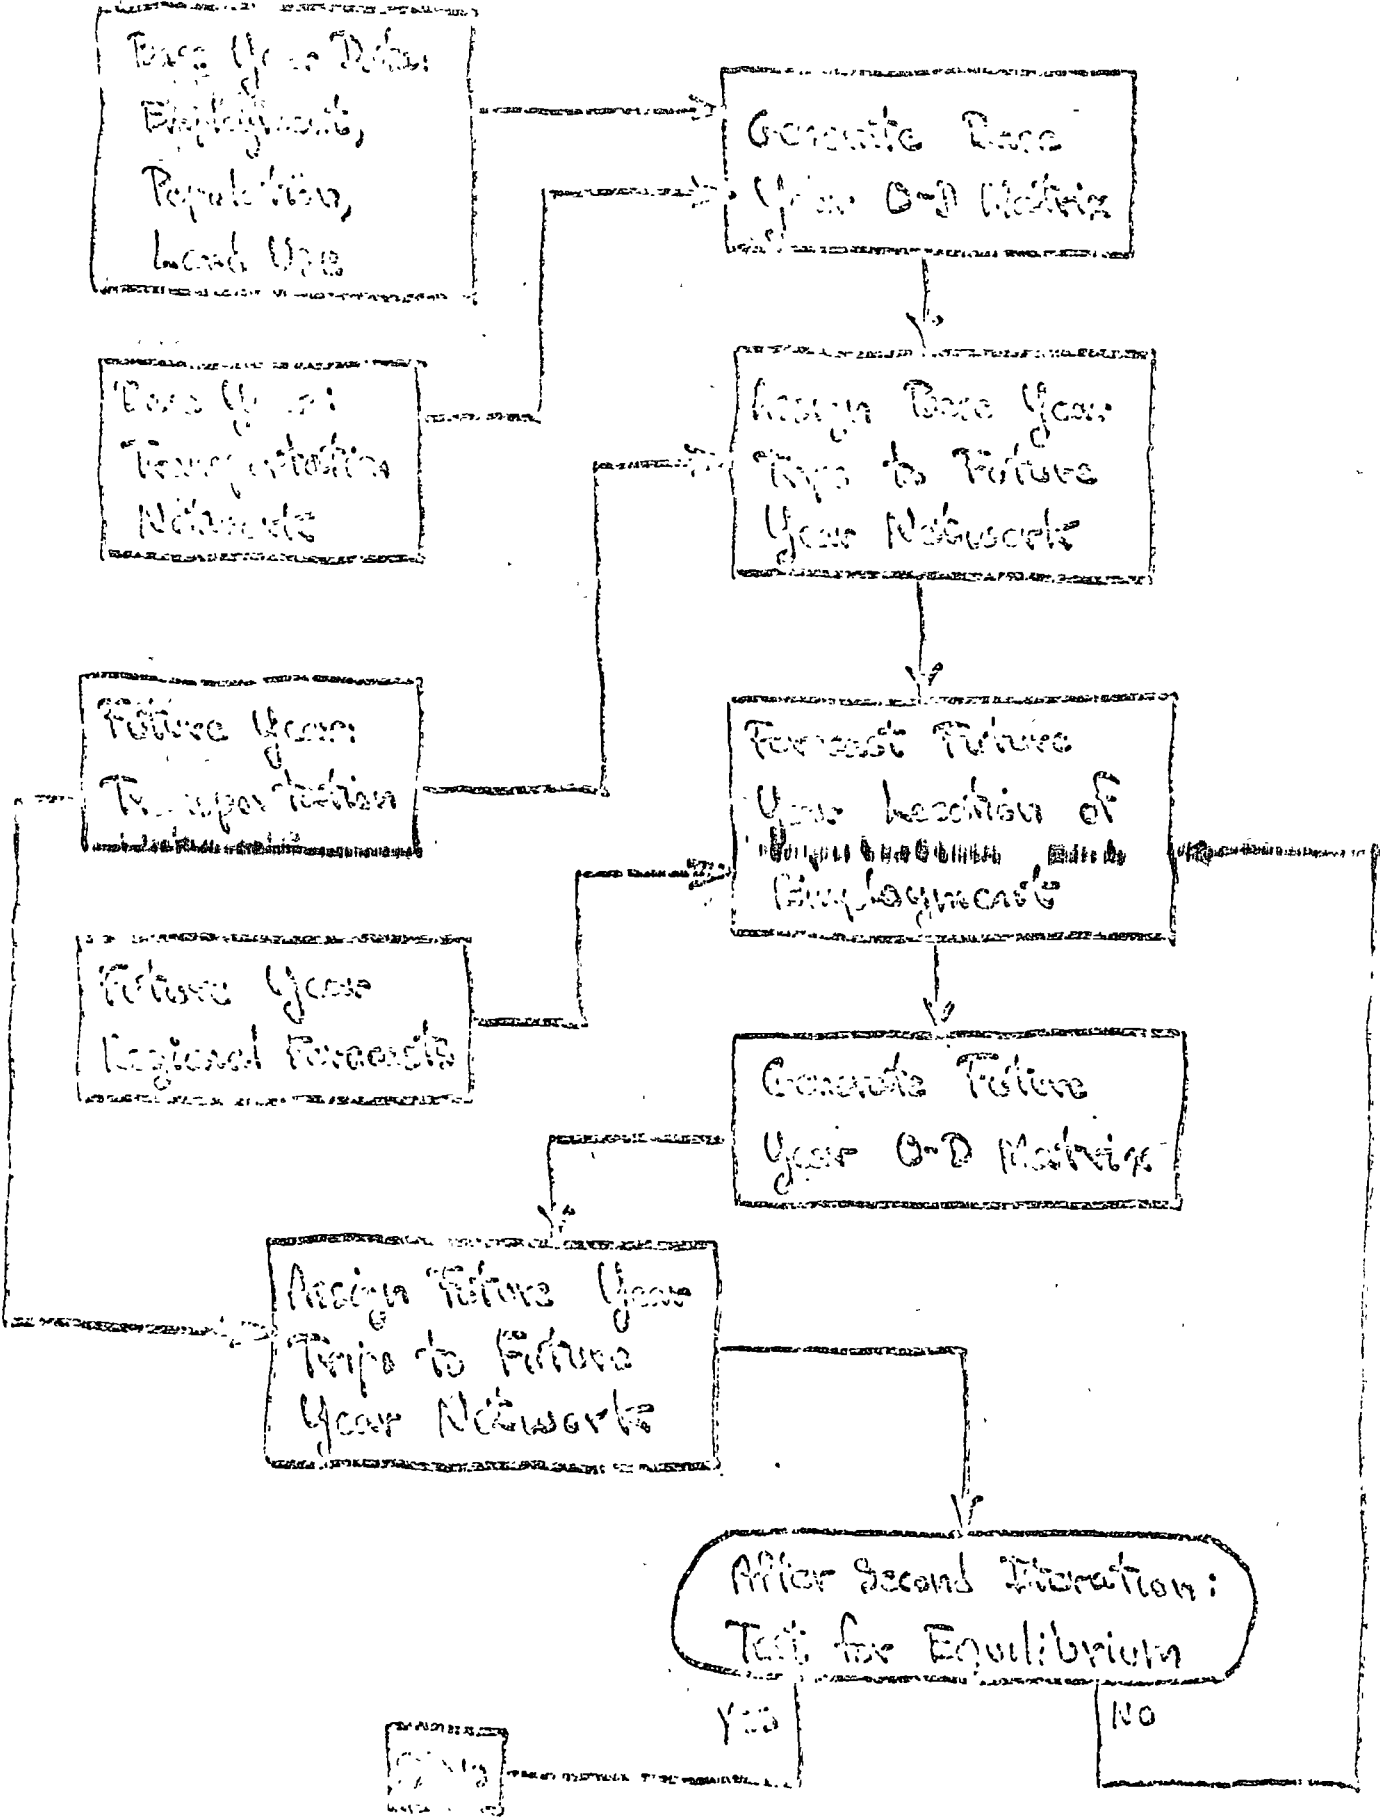 Base Year Data:
Employment,
Population,
Land Use
Generate Base
Year O-D Matrix
Base Year:
Transportation
Network
Assign Base Year
Trips to Future
Year Network
Future Year:
Transportation
Forecast Future
Year Location of
Population and
Employment
Future Year
Regional Forecasts
Generate Future
Year O-D Matrix
Assign Future Year
Trips to Future
Year Network
After Second Iteration:
Test for Equilibrium
Yes
No